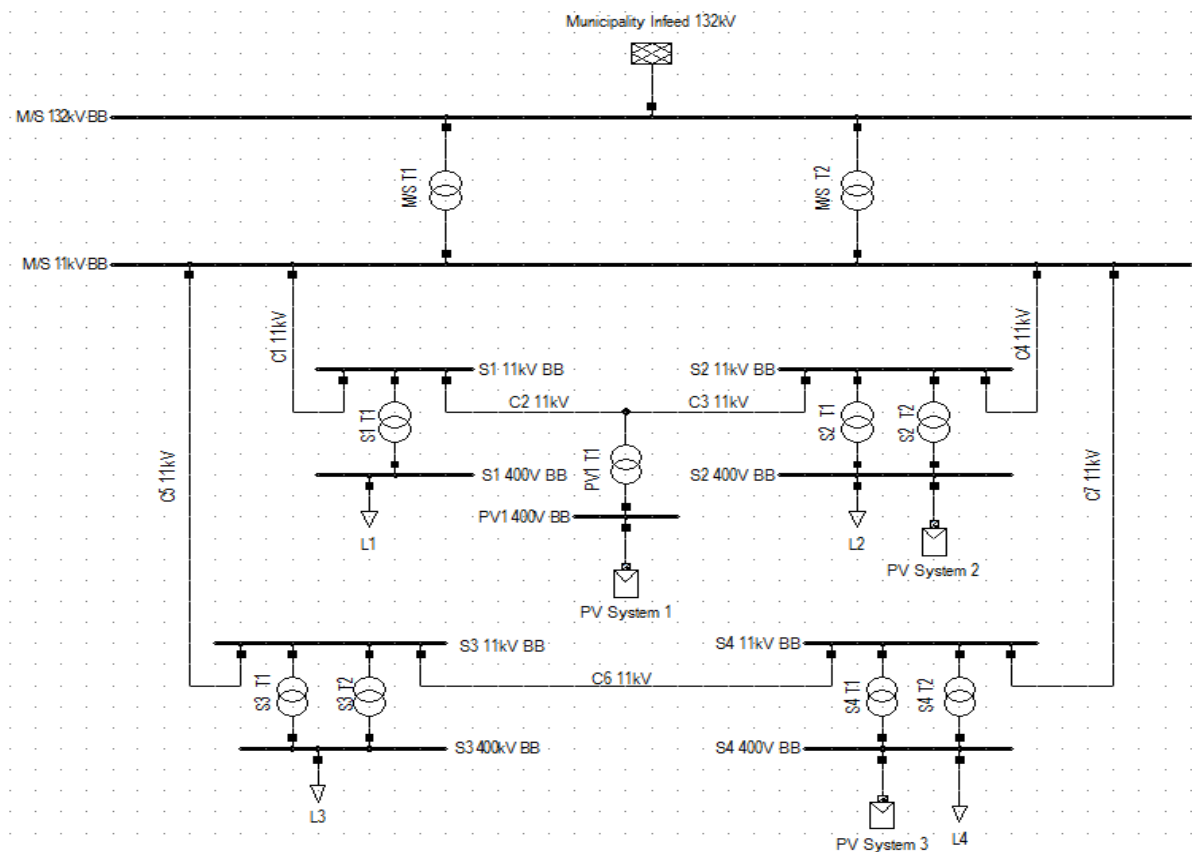 Municipality Infeed 132kV
M/S 132kV BB
M/S T1
M/S T2
M/S 11kV BB
C1 11kV
C4 11kV
S1 11kV BB
S2 11kV BB
C2 11kV
C3 11kV
S1 T1
PV1 T1
S2 T1
S2 T2
C5 11kV
C7 11kV
S1 400V BB
S2 400V BB
PV1 400V BB
L1
L2
PV System 2
PV System 1
S3 11kV BB
S4 11kV BB
C6 11kV
S3 T1
S3 T2
S4 T1
S4 T2
S3 400kV BB
S4 400V BB
L3
PV System 3
L4